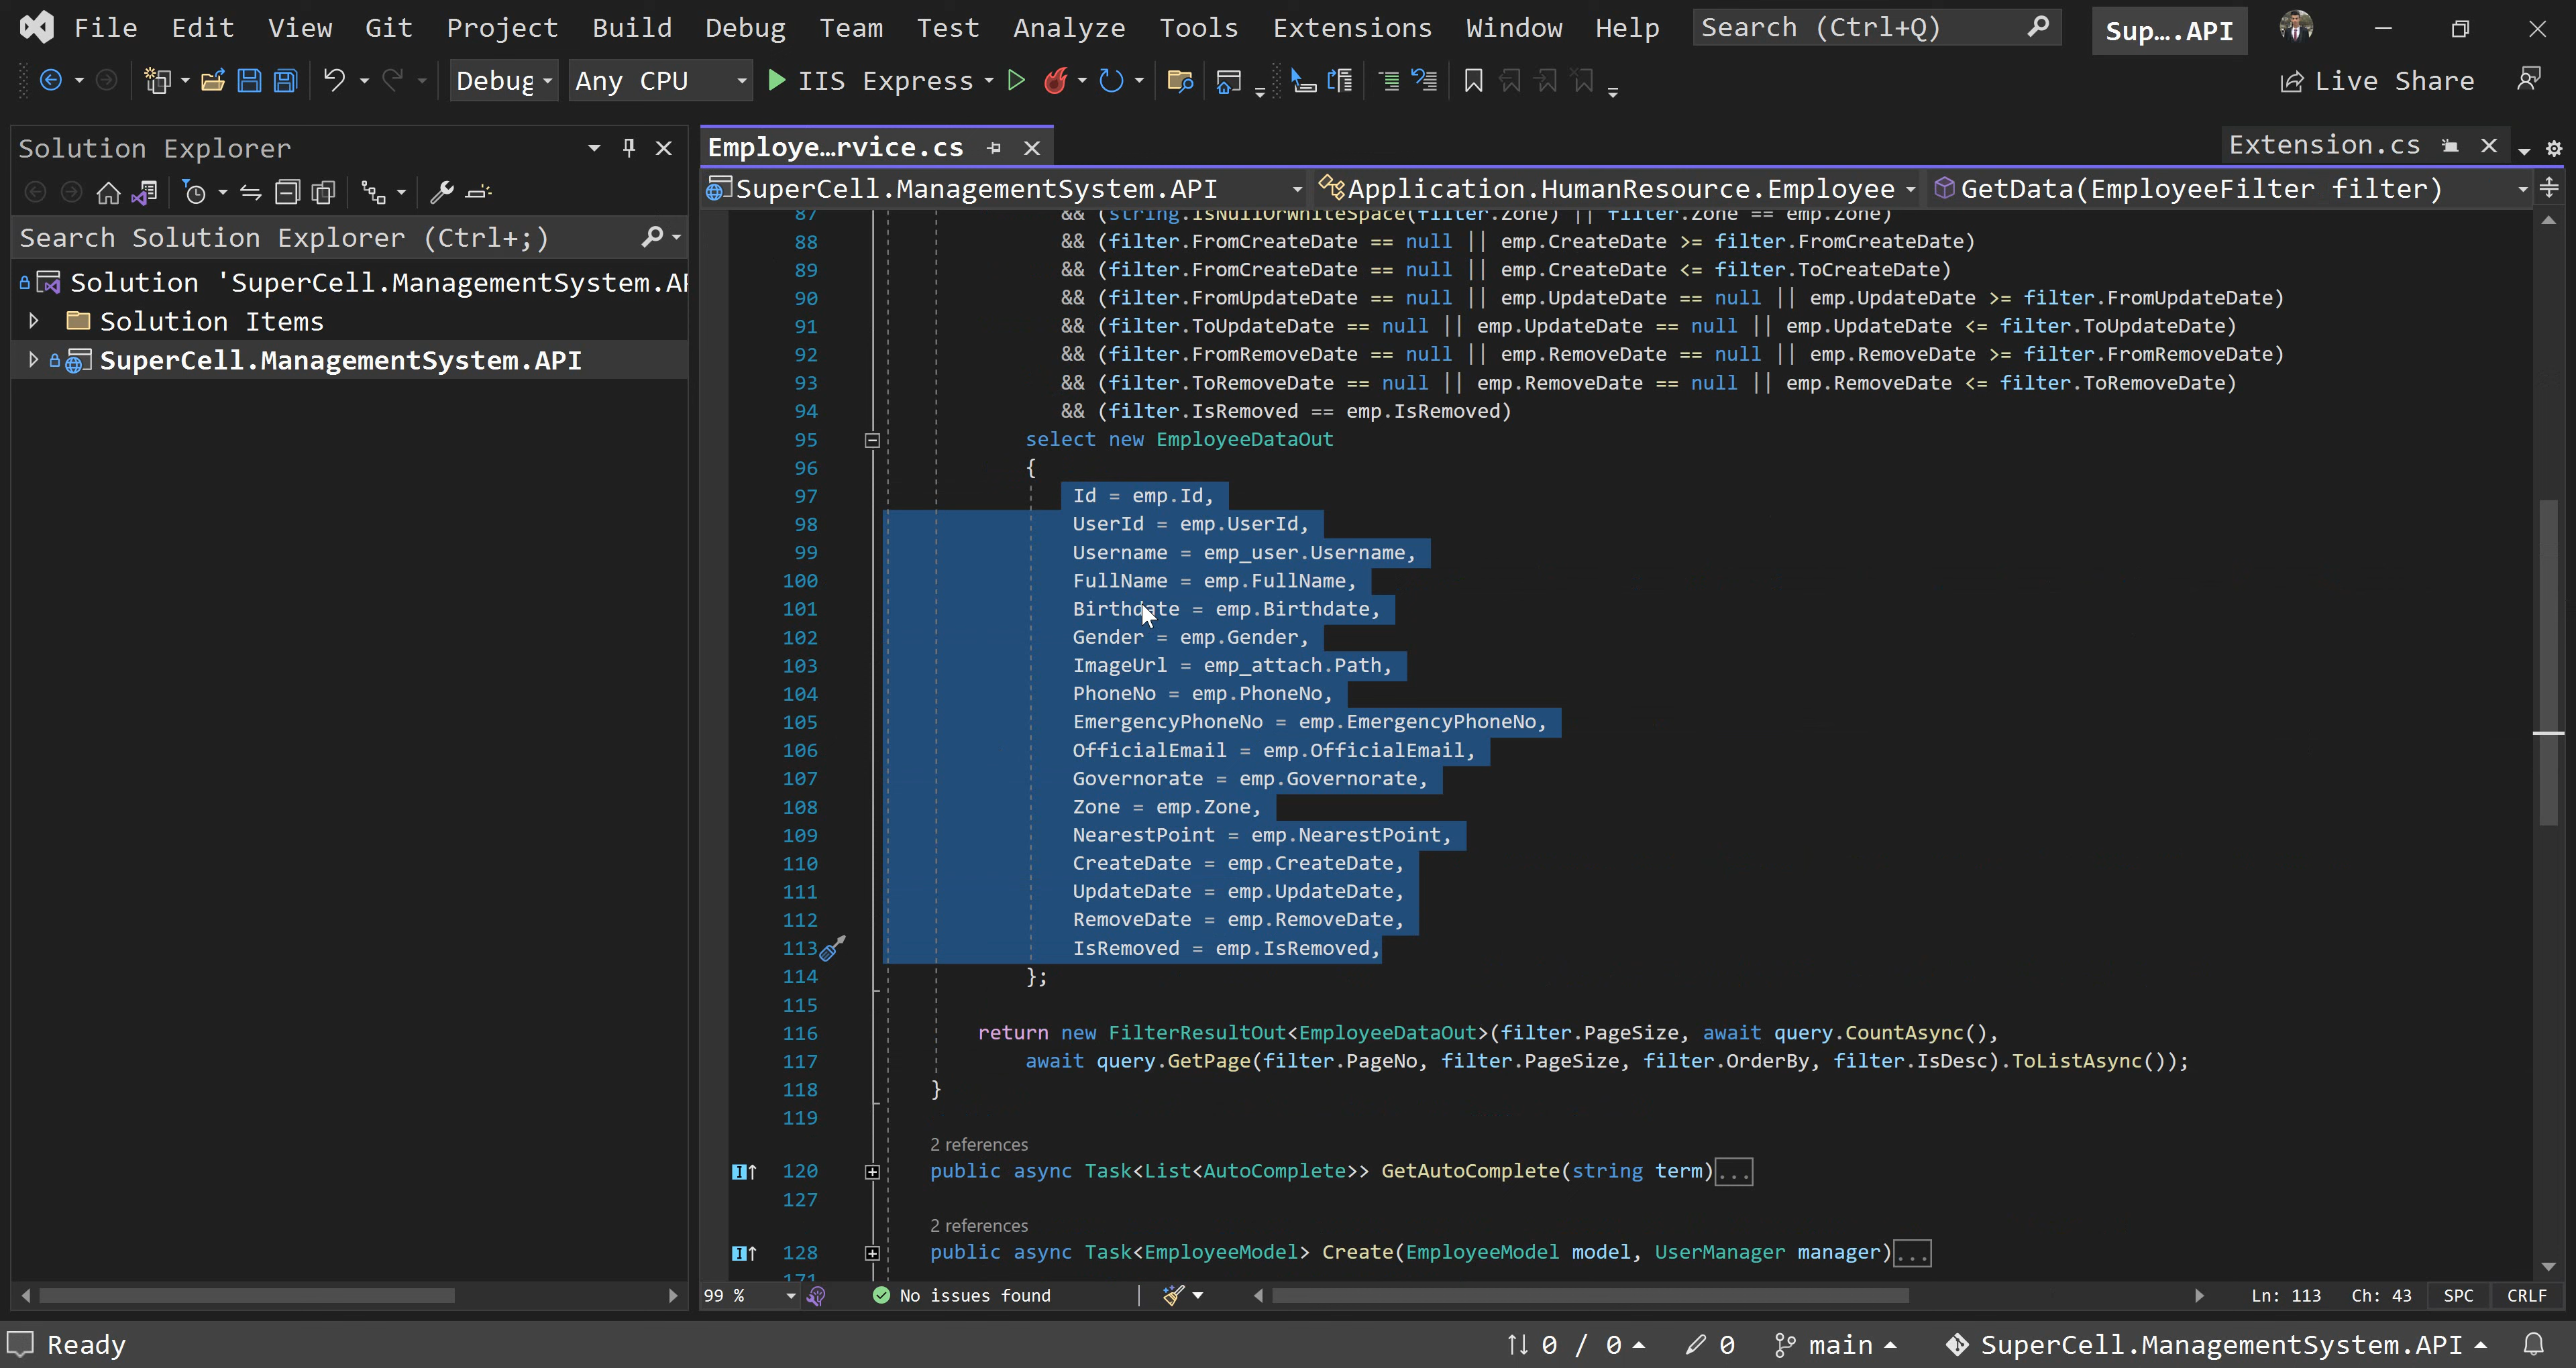 File Edit View Git Project Build Debug Team Test Analyze Tools Extensions Window Help Search (Ctrl+Q) Sup....API
Debug Any CPU IIS Express Live Share
Solution Explorer
Search Solution Explorer (Ctrl+;)
Solution 'SuperCell.ManagementSystem.AP
Solution Items
SuperCell.ManagementSystem.API
Employe...rvice.cs Extension.cs
SuperCell.ManagementSystem.API Application.HumanResource.Employee GetData(EmployeeFilter filter)
87 && (string.IsNullOrWhiteSpace(filter.Zone) || filter.Zone == emp.Zone)
88 && (filter.FromCreateDate == null || emp.CreateDate >= filter.FromCreateDate)
89 && (filter.FromCreateDate == null || emp.CreateDate <= filter.ToCreateDate)
90 && (filter.FromUpdateDate == null || emp.UpdateDate == null || emp.UpdateDate >= filter.FromUpdateDate)
91 && (filter.ToUpdateDate == null || emp.UpdateDate == null || emp.UpdateDate <= filter.ToUpdateDate)
92 && (filter.FromRemoveDate == null || emp.RemoveDate == null || emp.RemoveDate >= filter.FromRemoveDate)
93 && (filter.ToRemoveDate == null || emp.RemoveDate == null || emp.RemoveDate <= filter.ToRemoveDate)
94 && (filter.IsRemoved == emp.IsRemoved)
95 select new EmployeeDataOut
96 {
97 Id = emp.Id,
98 UserId = emp.UserId,
99 Username = emp_user.Username,
100 FullName = emp.FullName,
101 Birthdate = emp.Birthdate,
102 Gender = emp.Gender,
103 ImageUrl = emp_attach.Path,
104 PhoneNo = emp.PhoneNo,
105 EmergencyPhoneNo = emp.EmergencyPhoneNo,
106 OfficialEmail = emp.OfficialEmail,
107 Governorate = emp.Governorate,
108 Zone = emp.Zone,
109 NearestPoint = emp.NearestPoint,
110 CreateDate = emp.CreateDate,
111 UpdateDate = emp.UpdateDate,
112 RemoveDate = emp.RemoveDate,
113 IsRemoved = emp.IsRemoved,
114 };
115
116 return new FilterResultOut<EmployeeDataOut>(filter.PageSize, await query.CountAsync(),
117 await query.GetPage(filter.PageNo, filter.PageSize, filter.OrderBy, filter.IsDesc).ToListAsync());
118 }
119
2 references
120 public async Task<List<AutoComplete>> GetAutoComplete(string term)...
127
2 references
128 public async Task<EmployeeModel> Create(EmployeeModel model, UserManager manager)...
171
99 % No issues found Ln: 113 Ch: 43 SPC CRLF
Ready 0 / 0 0 main SuperCell.ManagementSystem.API